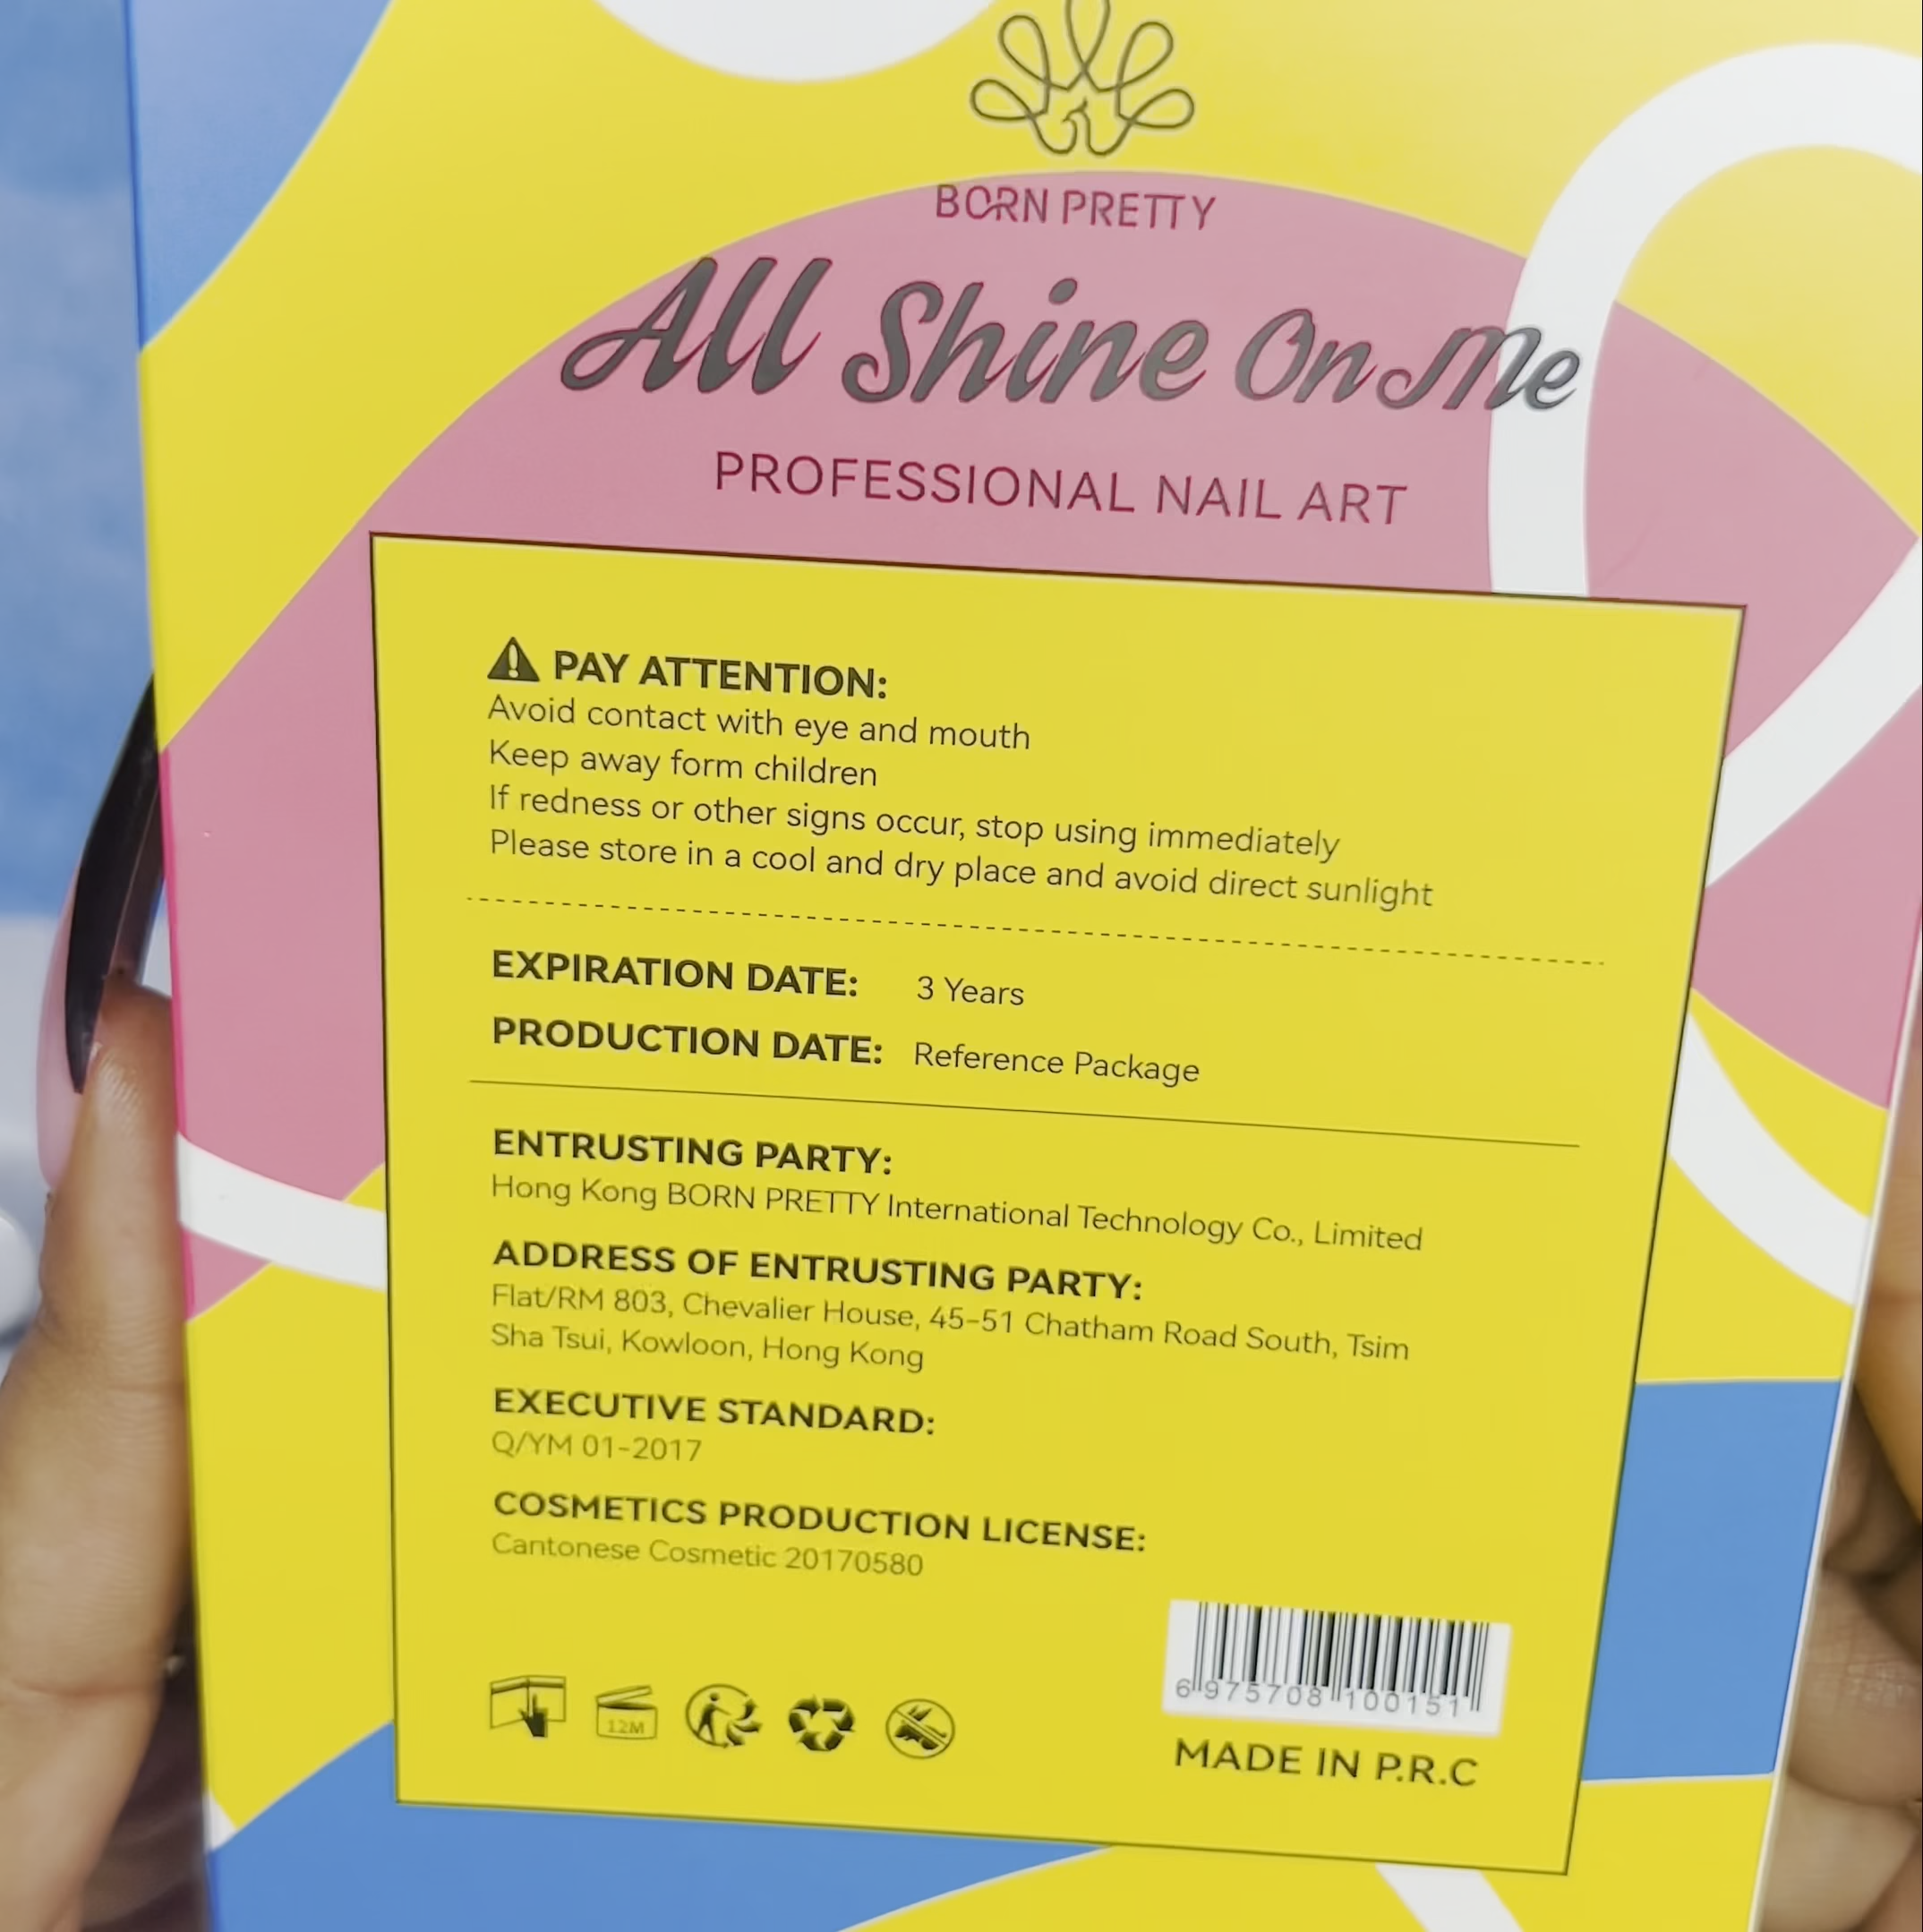 BORN PRETTY
All Shine On Me
PROFESSIONAL NAIL ART
PAY ATTENTION:
Avoid contact with eye and mouth
Keep away form children
If redness or other signs occur, stop using immediately
Please store in a cool and dry place and avoid direct sunlight
EXPIRATION DATE: 3 Years
PRODUCTION DATE: Reference Package
ENTRUSTING PARTY:
Hong Kong BORN PRETTY International Technology Co., Limited
ADDRESS OF ENTRUSTING PARTY:
Flat/RM 803, Chevalier House, 45-51 Chatham Road South, Tsim
Sha Tsui, Kowloon, Hong Kong
EXECUTIVE STANDARD:
Q/YM 01-2017
COSMETICS PRODUCTION LICENSE:
Cantonese Cosmetic 20170580
12M
6 975708 100151
MADE IN P.R.C